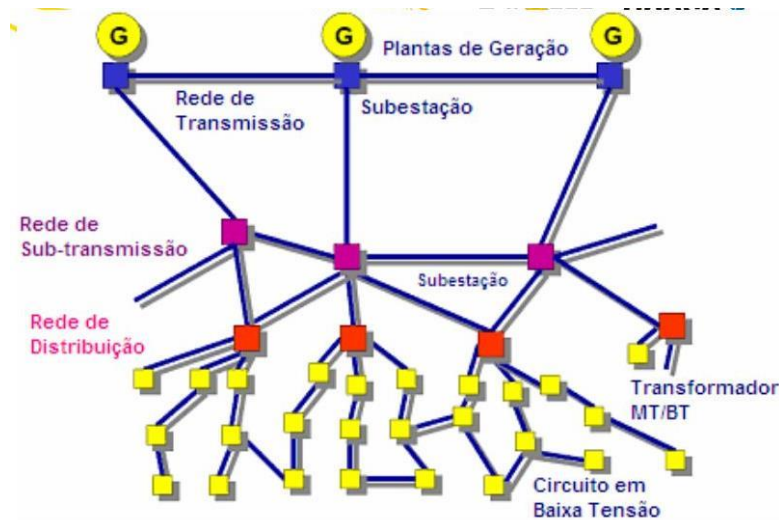 G
G
G
Plantas de Geração
Rede de
Transmissão
Subestação
Rede de
Sub-transmissão
Subestação
Rede de
Distribuição
Transformador
MT/BT
Circuito em
Baixa Tensão